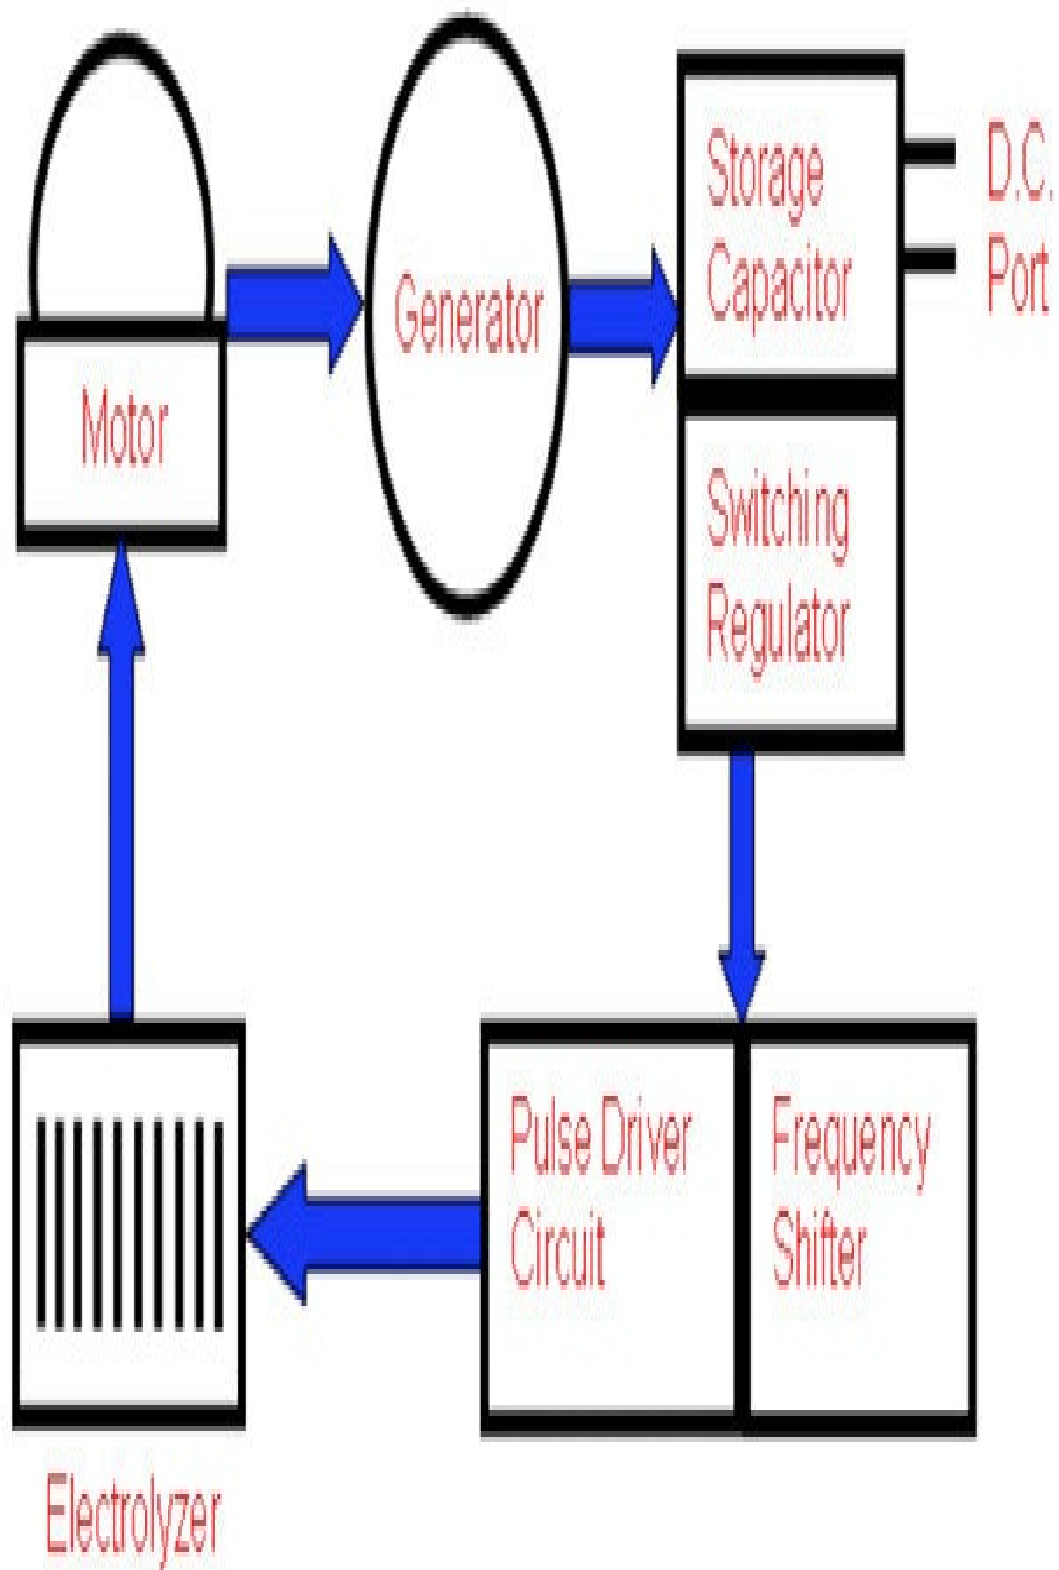 Storage
Capacitor
D.C.
Port
Generator
Motor
Switching
Regulator
Pulse Driver
Circuit
Frequency
Shifter
Electrolyzer